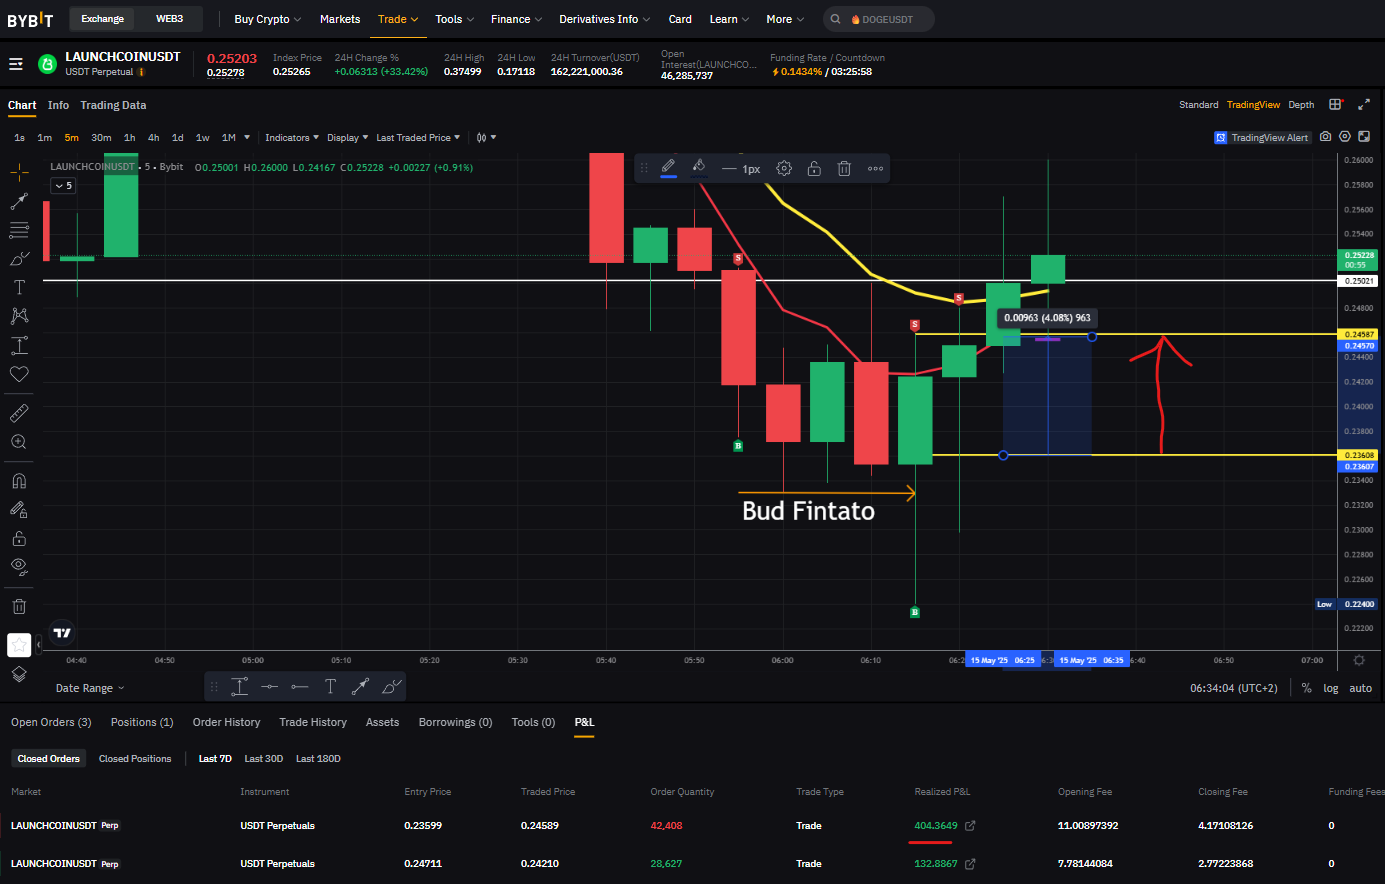 BYBIT Exchange WEB3 Buy Crypto Markets Trade Tools Finance Derivatives Info Card Learn More DOGEUSDT
LAUNCHCOINUSDT
USDT Perpetual
0.25203
0.25278
Index Price
0.25265
24H Change %
+0.06313 (+33.42%)
24H High
0.37499
24H Low
0.17118
24H Turnover(USDT)
162,221,000.36
Open
Interest(LAUNCHCO...
46,285,737
Funding Rate / Countdown
0.1434% / 03:25:58
Chart Info Trading Data
Standard TradingView Depth
1s 1m 5m 30m 1h 4h 1d 1w 1M Indicators Display Last Traded Price
TradingView Alert
LAUNCHCOINUSDT · 5 · Bybit O0.25001 H0.26000 L0.24167 C0.25228 +0.00227 (+0.91%)
5
1px
0.26000
0.25800
0.25600
0.25400
0.25228
00:55
0.25021
0.24800
0.24587
0.24570
0.24400
0.24200
0.24000
0.23800
0.23608
0.23607
0.23400
0.23200
0.23000
0.22800
0.22600
Low 0.22400
0.22200
S
S
S
B
B
0.00963 (4.08%) 963
Bud Fintato
04:40 04:50 05:00 05:10 05:20 05:30 05:40 05:50 06:00 06:10 06:2 15 May '25 06:25 6:3 15 May '25 06:35 6:40 06:50 07:00
Date Range
06:34:04 (UTC+2) % log auto
Open Orders (3) Positions (1) Order History Trade History Assets Borrowings (0) Tools (0) P&L
Closed Orders Closed Positions Last 7D Last 30D Last 180D
Market Instrument Entry Price Traded Price Order Quantity Trade Type Realized P&L Opening Fee Closing Fee Funding Fees
LAUNCHCOINUSDT Perp USDT Perpetuals 0.23599 0.24589 42,408 Trade 404.3649 11.00897392 4.17108126 0
LAUNCHCOINUSDT Perp USDT Perpetuals 0.24711 0.24210 28,627 Trade 132.8867 7.78144084 2.77223868 0